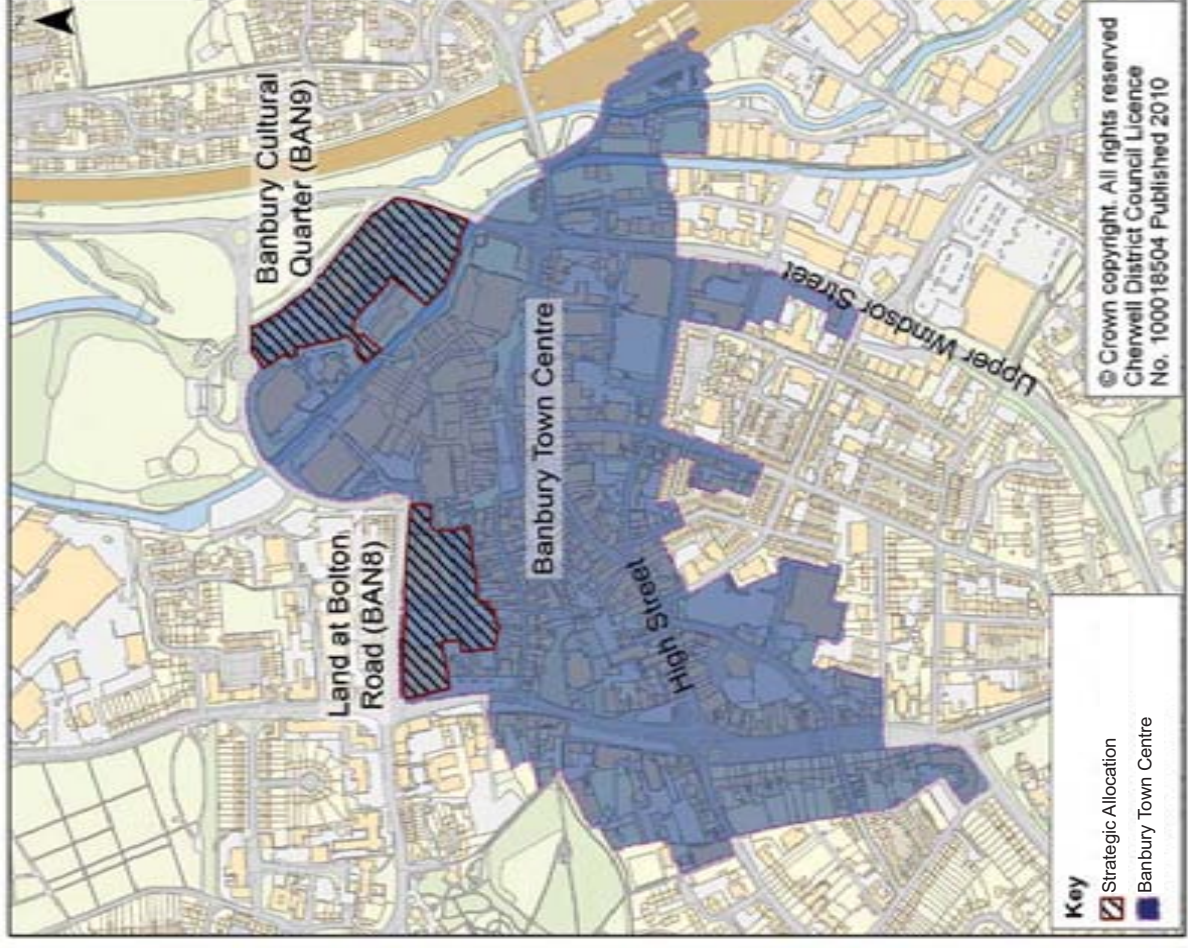 N
Banbury Cultural
Quarter (BAN9)
Land at Bolton
Road (BAN8)
Banbury Town Centre
High Street
Upper Windsor Street
Key
Strategic Allocation
Banbury Town Centre
© Crown copyright. All rights reserved
Cherwell District Council Licence
No. 100018504 Published 2010